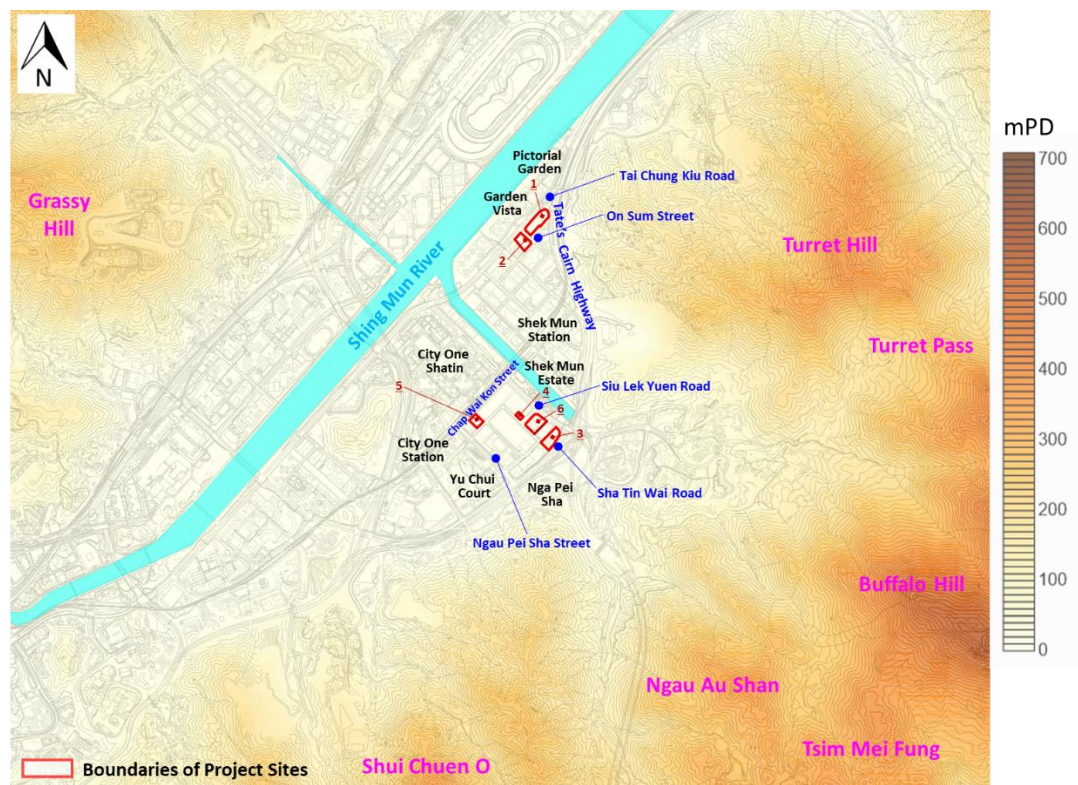 N
mPD
700
600
500
400
300
200
100
0
Pictorial
Garden
1
Tai Chung Kiu Road
Garden
Vista
On Sum Street
2
Tate's Cairn Highway
Grassy
Hill
Turret Hill
Shing Mun River
Shek Mun
Station
Turret Pass
City One
Shatin
Shek Mun
Estate
Siu Lek Yuen Road
Chap Wai Kon Street
5
4
6
3
City One
Station
Yu Chui
Court
Nga Pei
Sha
Sha Tin Wai Road
Ngau Pei Sha Street
Buffalo Hill
Ngau Au Shan
Tsim Mei Fung
Shui Chuen O
Boundaries of Project Sites